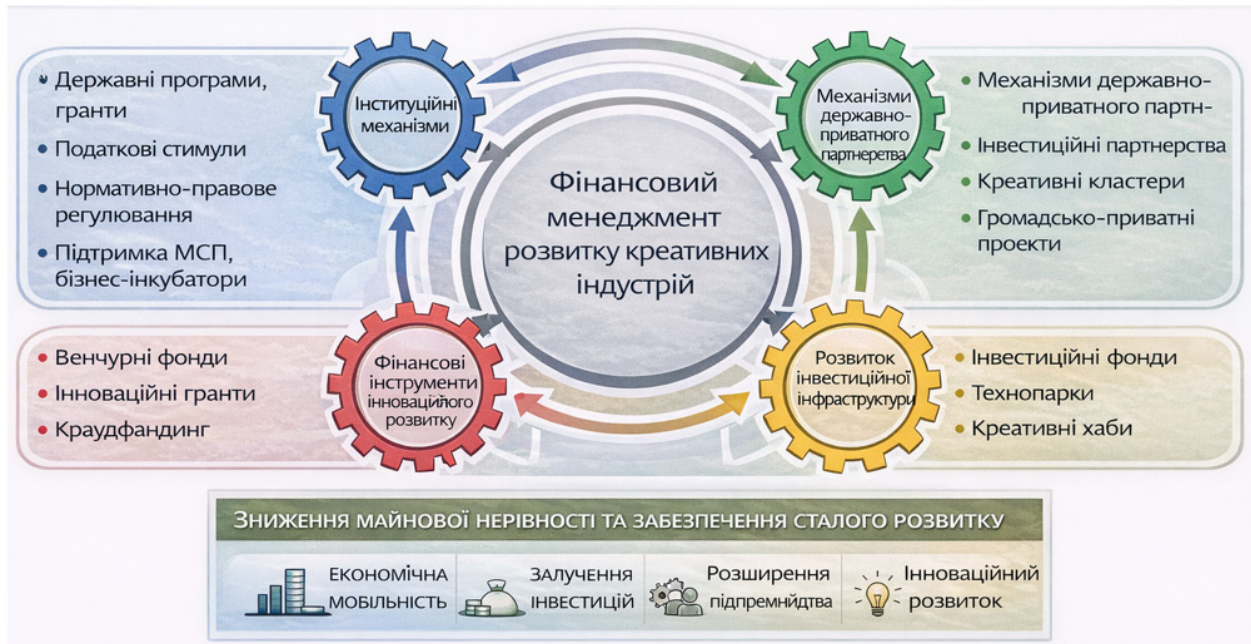 Державні програми,
гранти
Податкові стимули
Нормативно-правове
регулювання
Підтримка МСП,
бізнес-інкубатори
Інституційні
механізми
Механізми
державно-
приватного
партнеретва
Механізми державно-
приватного партн-
Інвестиційні партнерства
Креативні кластери
Громадсько-приватні
проекти
Фінансовий
менеджмент
розвитку креативних
індустрій
Венчурні фонди
Інноваційні гранти
Краудфандинг
Фінансові
інструменти
розвитку
Розвиток
інвестиційної
інфраструктури
Інвестиційні фонди
Технопарки
Креативні хаби
ЗНИЖЕННЯ МАЙНОВОЇ НЕРІВНОСТІ ТА ЗАБЕЗПЕЧЕННЯ СТАЛОГО РОЗВИТКУ
ЕКОНОМІЧНА
МОБІЛЬНІСТЬ
ЗАЛУЧЕННЯ
ІНВЕСТИЦІЙ
Розширення
підпремнйдтва
Інноваційний
розвиток